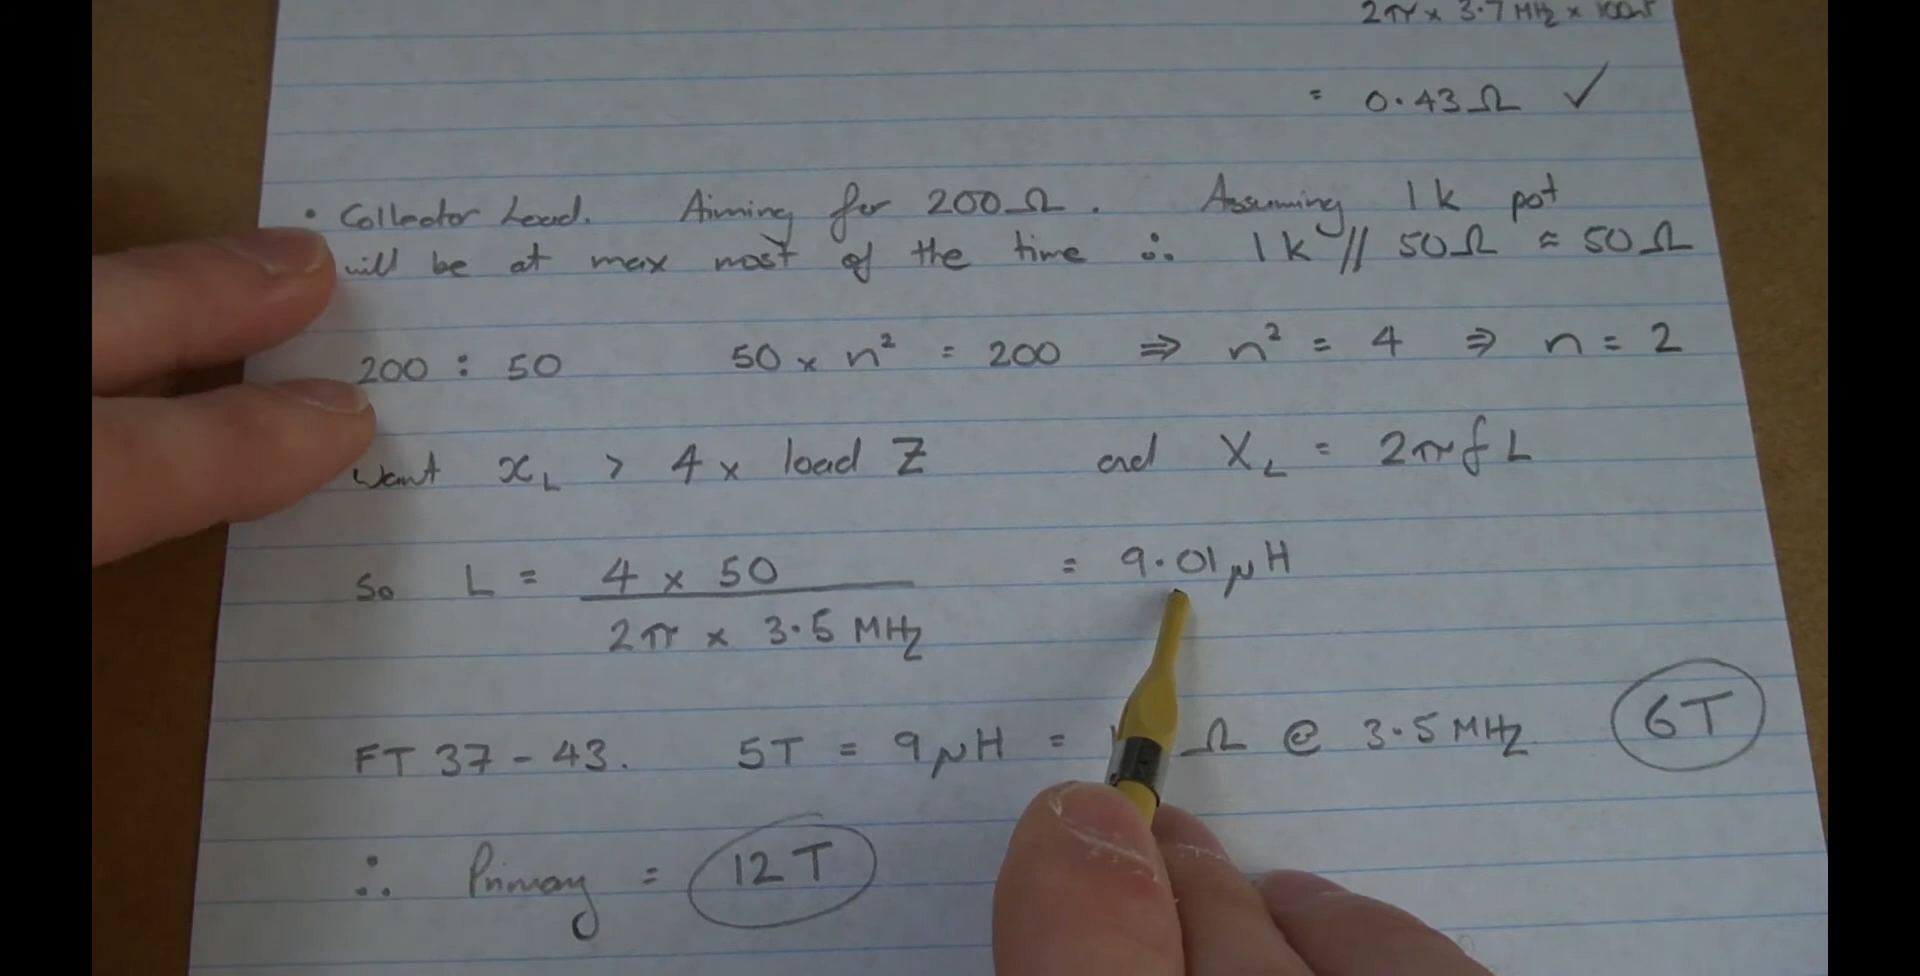 2π x 3.7 MHz x 100nF
= 0.43Ω ✓
• Collector Load. Aiming for 200Ω. Assuming 1k pot
will be at max most of the time ∴ 1k // 50Ω ≈ 50Ω
200 : 50 50 x n² = 200 ⇒ n² = 4 ⇒ n = 2
Want xL > 4 x load Z and XL = 2πfL
So L = 4 x 50 = 9.01μH
2π x 3.5 MHz
FT 37-43. 5T = 9μH = Ω @ 3.5MHz 6T
∴ Primary = 12T